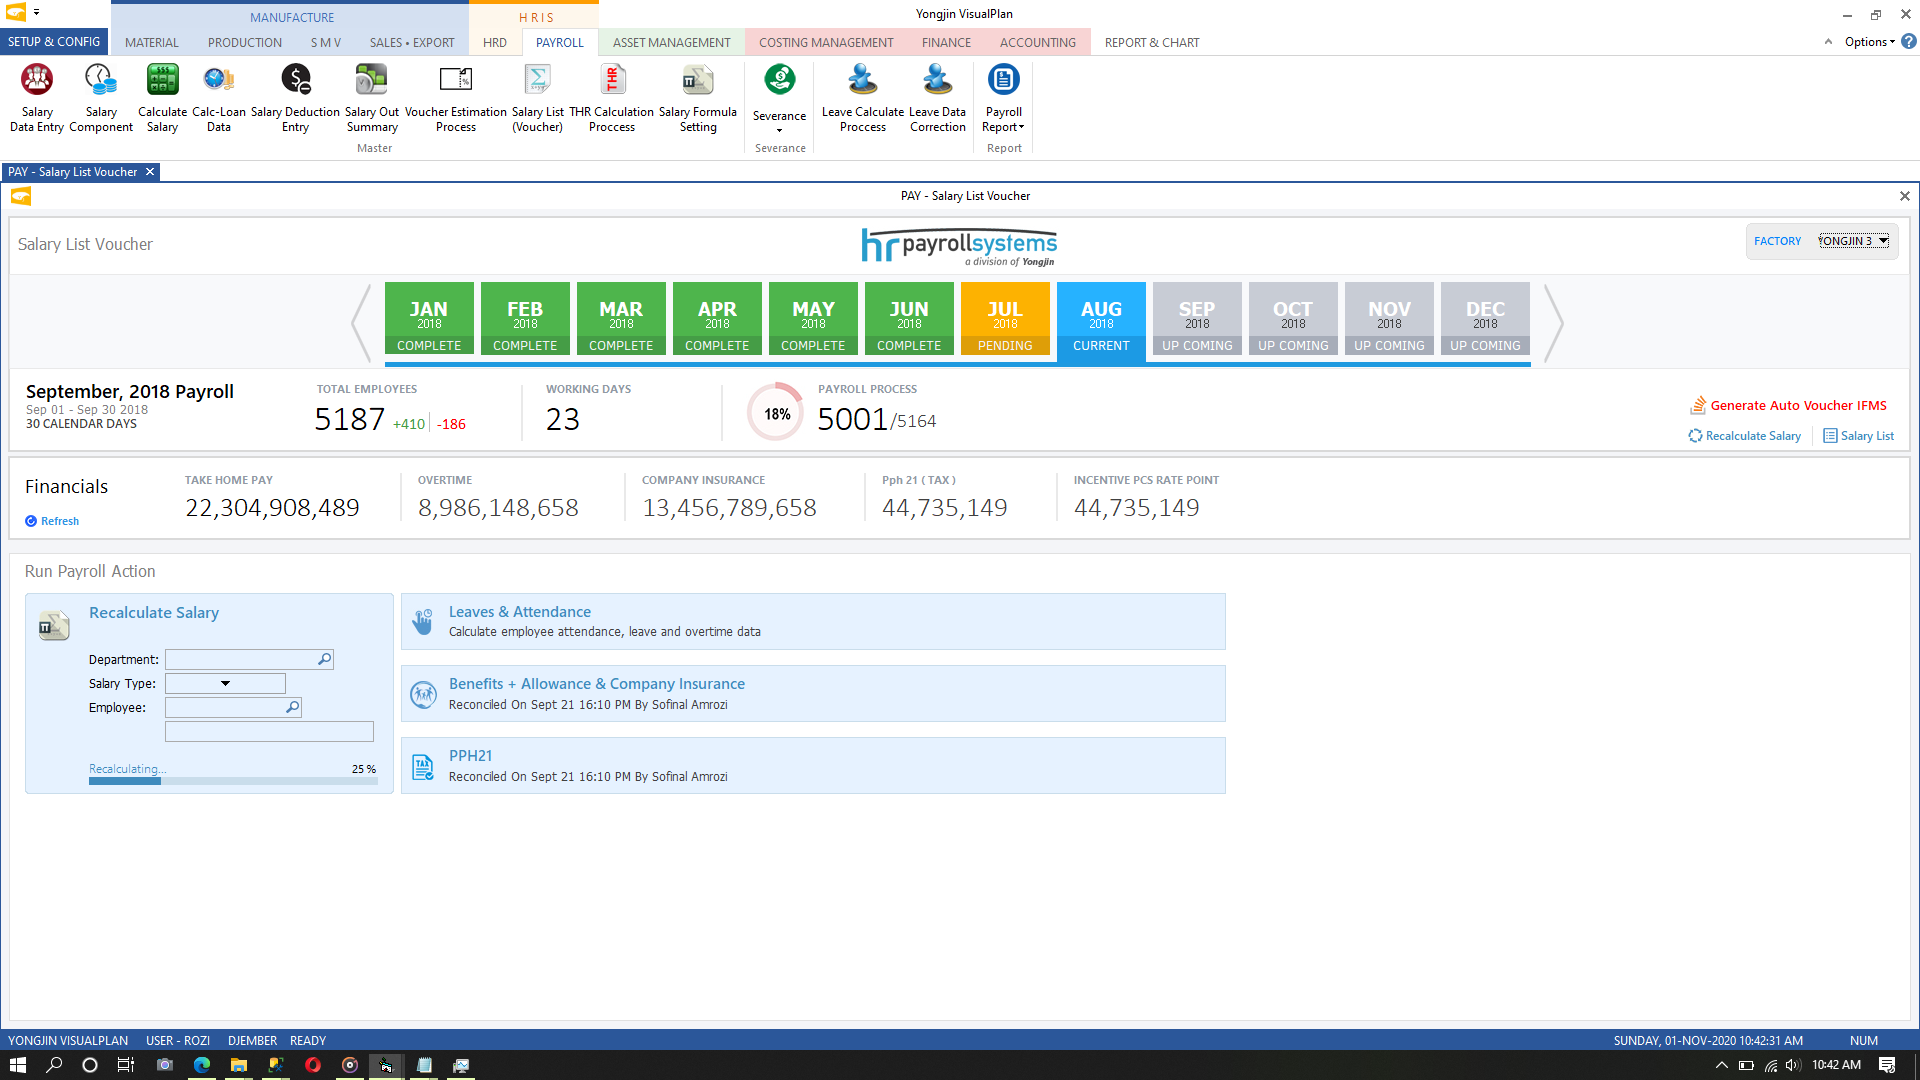 Yongjin VisualPlan
MANUFACTURE
H R I S
SETUP & CONFIG
MATERIAL
PRODUCTION
S M V
SALES • EXPORT
HRD
PAYROLL
ASSET MANAGEMENT
COSTING MANAGEMENT
FINANCE
ACCOUNTING
REPORT & CHART
Options
Salary
Data Entry
Salary
Component
Calculate
Salary
Calc-Loan
Data
Salary Deduction
Entry
Salary Out
Summary
Voucher Estimation
Process
Salary List
(Voucher)
THR
THR Calculation
Proccess
Salary Formula
Setting
Master
Severance
Severance
Leave Calculate
Proccess
Leave Data
Correction
Payroll
Report
Report
PAY - Salary List Voucher
PAY - Salary List Voucher
Salary List Voucher
hr payrollsystems
a division of Yongjin
FACTORY
YONGJIN 3
JAN
2018
COMPLETE
FEB
2018
COMPLETE
MAR
2018
COMPLETE
APR
2018
COMPLETE
MAY
2018
COMPLETE
JUN
2018
COMPLETE
JUL
2018
PENDING
AUG
2018
CURRENT
SEP
2018
UP COMING
OCT
2018
UP COMING
NOV
2018
UP COMING
DEC
2018
UP COMING
September, 2018 Payroll
Sep 01 - Sep 30 2018
30 CALENDAR DAYS
TOTAL EMPLOYEES
5187 +410 -186
WORKING DAYS
23
18%
PAYROLL PROCESS
5001/5164
Generate Auto Voucher IFMS
Recalculate Salary
Salary List
Financials
Refresh
TAKE HOME PAY
22,304,908,489
OVERTIME
8,986,148,658
COMPANY INSURANCE
13,456,789,658
Pph 21 ( TAX )
44,735,149
INCENTIVE PCS RATE POINT
44,735,149
Run Payroll Action
Recalculate Salary
Department:
Salary Type:
Employee:
Recalculating...
25 %
Leaves & Attendance
Calculate employee attendance, leave and overtime data
Benefits + Allowance & Company Insurance
Reconciled On Sept 21 16:10 PM By Sofinal Amrozi
TAX
PPH21
Reconciled On Sept 21 16:10 PM By Sofinal Amrozi
YONGJIN VISUALPLAN
USER - ROZI
DJEMBER
READY
SUNDAY, 01-NOV-2020 10:42:31 AM
NUM
10:42 AM